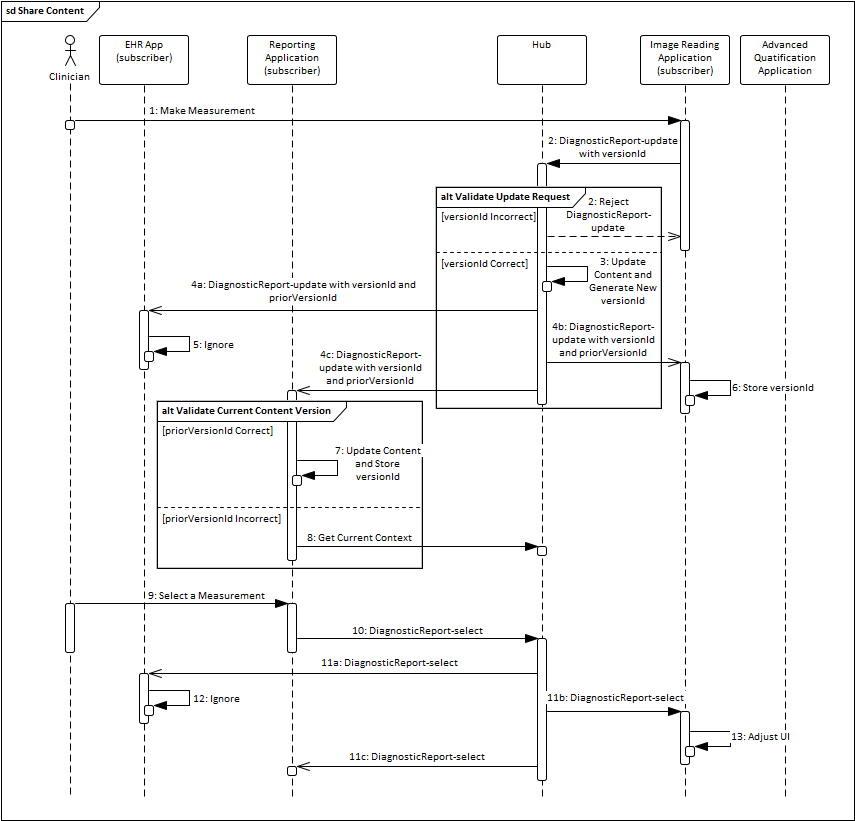 sd Share Content
Clinician
EHR App
(subscriber)
Reporting
Application
(subscriber)
Hub
Image Reading
Application
(subscriber)
Advanced
Quatification
Application
1: Make Measurement
2: DiagnosticReport-update
with versionId
alt Validate Update Request
[versionId Incorrect]
2: Reject
DiagnosticReport-
update
[versionId Correct]
3: Update
Content and
Generate New
versionId
4a: DiagnosticReport-update with versionId and
priorVersionId
4b: DiagnosticReport-
update with versionId
and priorVersionId
5: Ignore
4c: DiagnosticReport-
update with versionId
and priorVersionId
6: Store versionId
alt Validate Current Content Version
[priorVersionId Correct]
7: Update Content
and Store
versionId
[priorVersionId Incorrect]
8: Get Current Context
9: Select a Measurement
10: DiagnosticReport-select
11a: DiagnosticReport-select
12: Ignore
11b: DiagnosticReport-select
13: Adjust UI
11c: DiagnosticReport-select